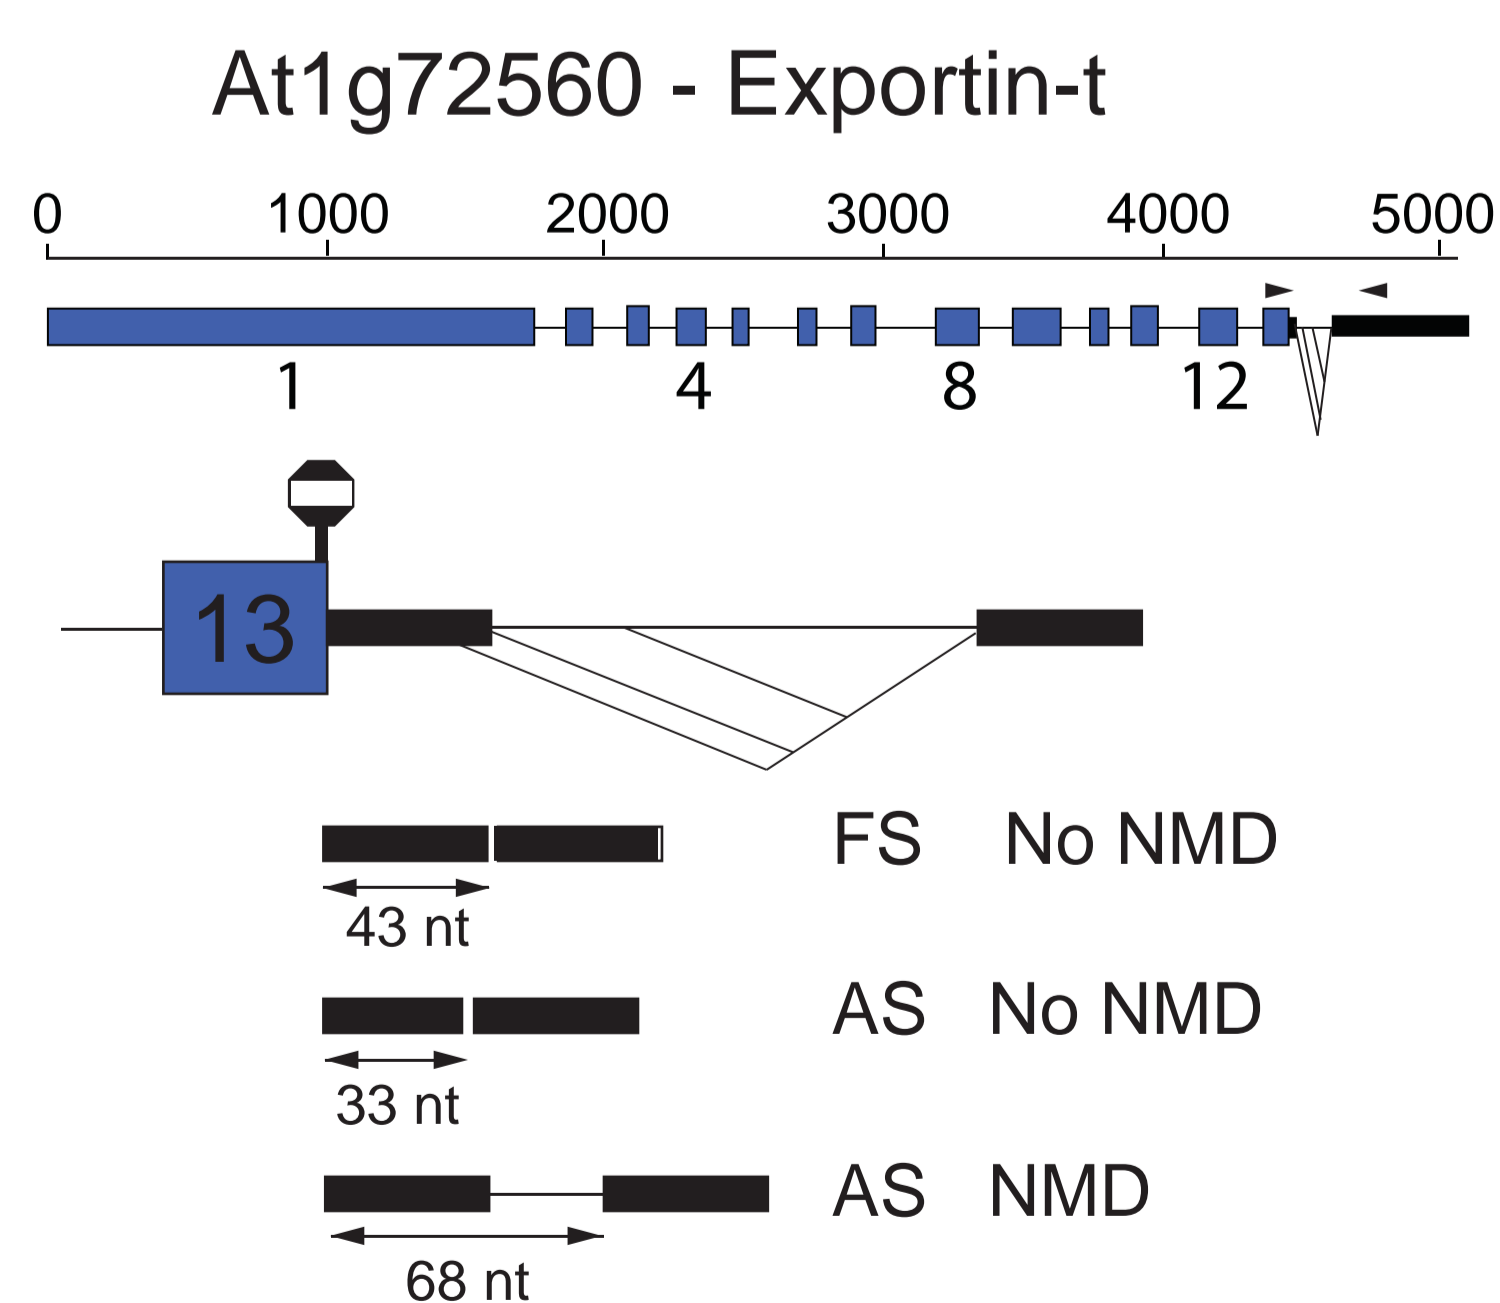 At1g72560 - Exportin-t
0 1000 2000 3000 4000 5000
1 4 8 12
13
FS No NMD
43 nt
AS No NMD
33 nt
AS NMD
68 nt